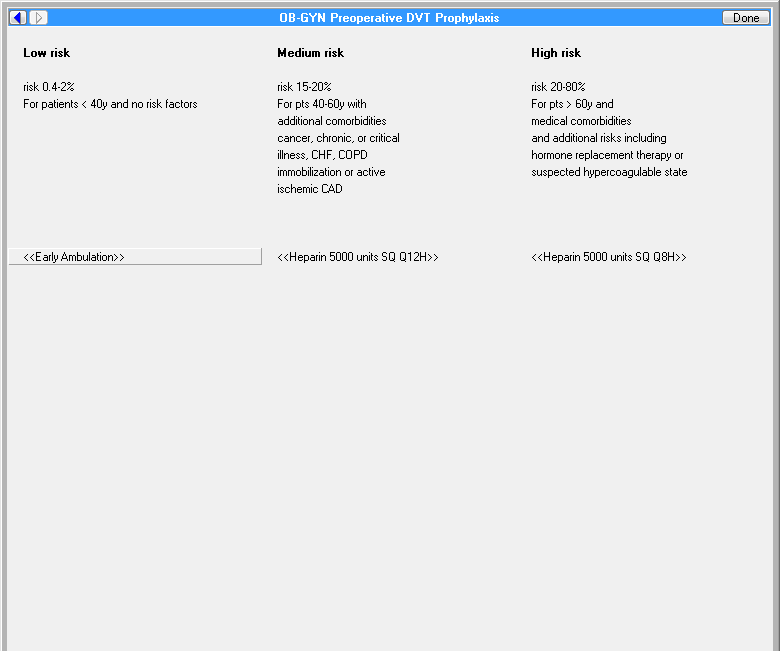 OB-GYN Preoperative DVT Prophylaxis
Done
Low risk
risk 0.4-2%
For patients < 40y and no risk factors
<<Early Ambulation>>
Medium risk
risk 15-20%
For pts 40-60y with
additional comorbidities
cancer, chronic, or critical
illness, CHF, COPD
immobilization or active
ischemic CAD
<<Heparin 5000 units SQ Q12H>>
High risk
risk 20-80%
For pts > 60y and
medical comorbidities
and additional risks including
hormone replacement therapy or
suspected hypercoagulable state
<<Heparin 5000 units SQ Q8H>>